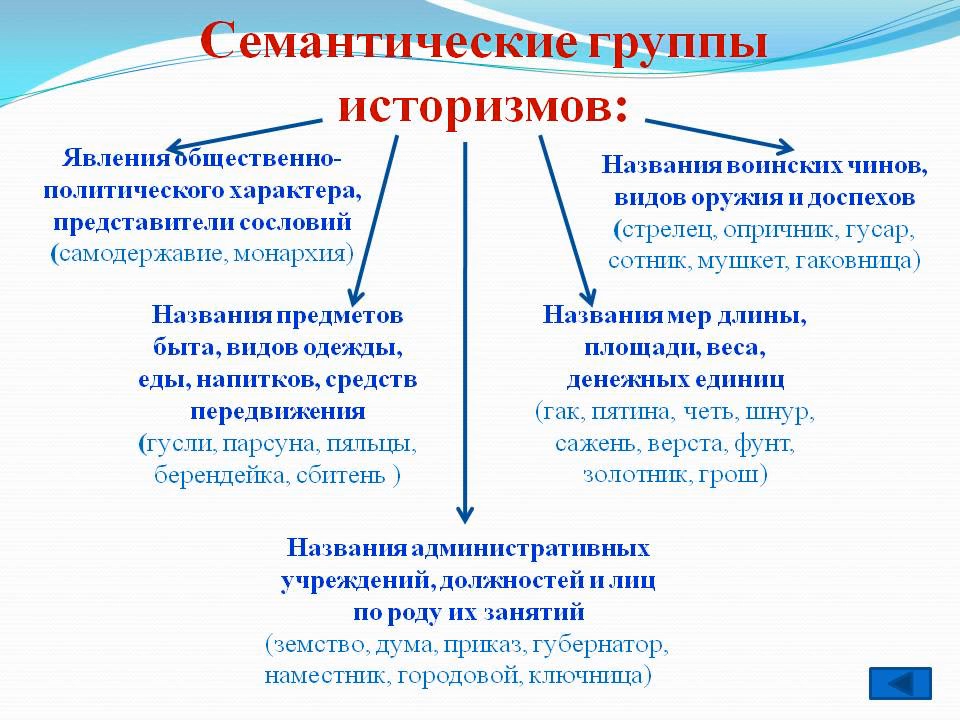 Семантические группы
историзмов:
Явления общественно-
политического характера,
представители сословий
(самодержавие, монархия)
Названия воинских чинов,
видов оружия и доспехов
(стрелец, опричник, гусар,
сотник, мушкет, гаковница)
Названия предметов
быта, видов одежды,
еды, напитков, средств
передвижения
(гусли, парсуна, пяльцы,
берендейка, сбитень )
Названия мер длины,
площади, веса,
денежных единиц
(гак, пятина, четь, шнур,
сажень, верста, фунт,
золотник, грош)
Названия административных
учреждений, должностей и лиц
по роду их занятий
(земство, дума, приказ, губернатор,
наместник, городовой, ключница)